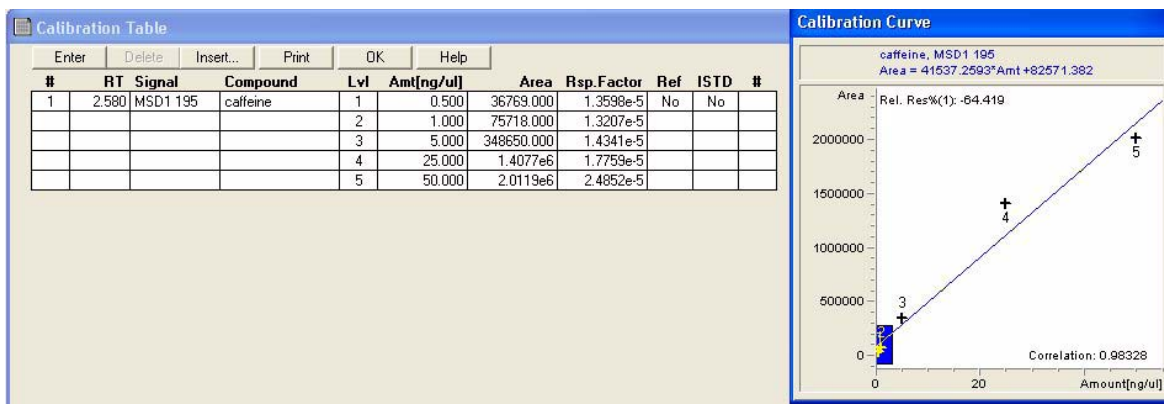 Calibration Table
Enter Delete Insert... Print OK Help
# RT Signal Compound Lvl Amt[ng/ul] Area Rsp.Factor Ref ISTD #
1 2.580 MSD1 195 caffeine 1 0.500 36769.000 1.3598e-5 No No
2 1.000 75718.000 1.3207e-5
3 5.000 348650.000 1.4341e-5
4 25.000 1.4077e6 1.7759e-5
5 50.000 2.0119e6 2.4852e-5
Calibration Curve
caffeine, MSD1 195
Area = 41537.2593*Amt +82571.382
Area
Rel. Res%(1): -64.419
2000000
5
1500000
4
1000000
500000
3
2
0
Correlation: 0.98328
0 20 Amount[ng/ul]